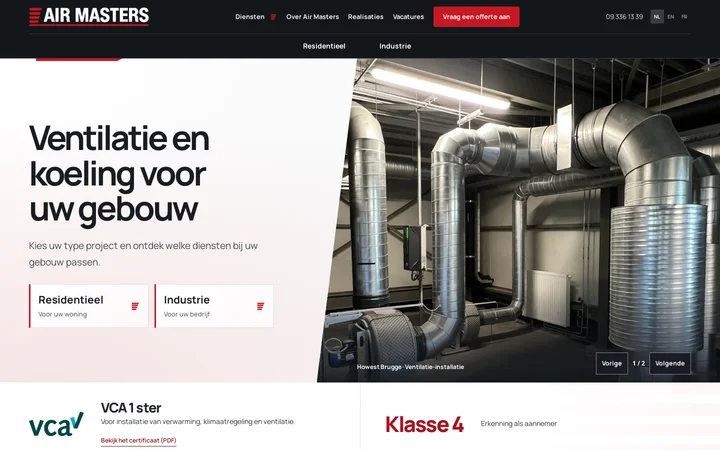 AIR MASTERS
Diensten
Over Air Masters
Realisaties
Vacatures
Vraag een offerte aan
09 336 13 39
NL
EN
FR
Residentieel
Industrie
Ventilatie en
koeling voor
uw gebouw
Kies uw type project en ontdek welke diensten bij uw
gebouw passen.
Residentieel
Voor uw woning
Industrie
Voor uw bedrijf
Howest Brugge · Ventilatie-installatie
Vorige
1 / 2
Volgende
vca
VCA 1 ster
Voor installatie van verwarming, klimaatregeling en ventilatie.
Bekijk het certificaat (PDF)
Klasse 4
Erkenning als aannemer